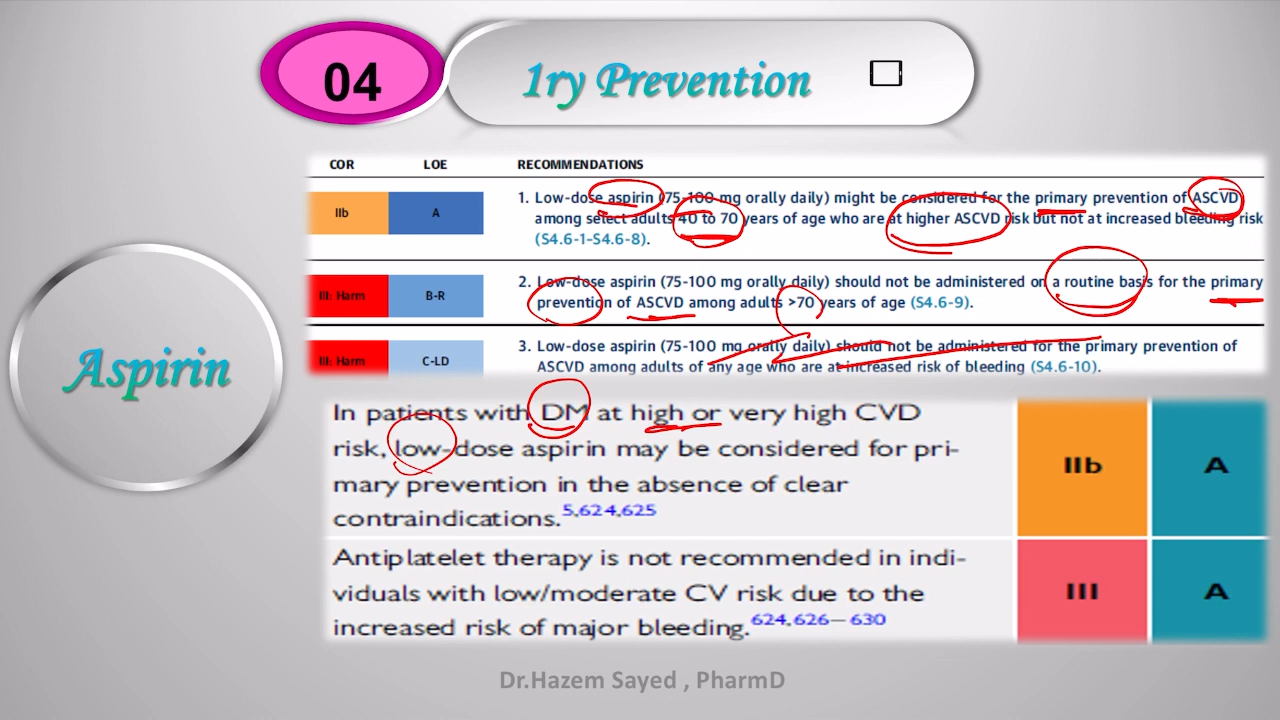 04
1ry Prevention
Aspirin
COR LOE RECOMMENDATIONS
IIb A 1. Low-dose aspirin (75-100 mg orally daily) might be considered for the primary prevention of ASCVD
among select adults 40 to 70 years of age who are at higher ASCVD risk but not at increased bleeding risk
(S4.6-1-S4.6-8).
III: Harm B-R 2. Low-dose aspirin (75-100 mg orally daily) should not be administered on a routine basis for the primary
prevention of ASCVD among adults >70 years of age (S4.6-9).
III: Harm C-LD 3. Low-dose aspirin (75-100 mg orally daily) should not be administered for the primary prevention of
ASCVD among adults of any age who are at increased risk of bleeding (S4.6-10).
In patients with DM at high or very high CVD
risk, low-dose aspirin may be considered for pri-
mary prevention in the absence of clear
contraindications.5,624,625
IIb A
Antiplatelet therapy is not recommended in indi-
viduals with low/moderate CV risk due to the
increased risk of major bleeding.624,626–630
III A
Dr.Hazem Sayed , PharmD